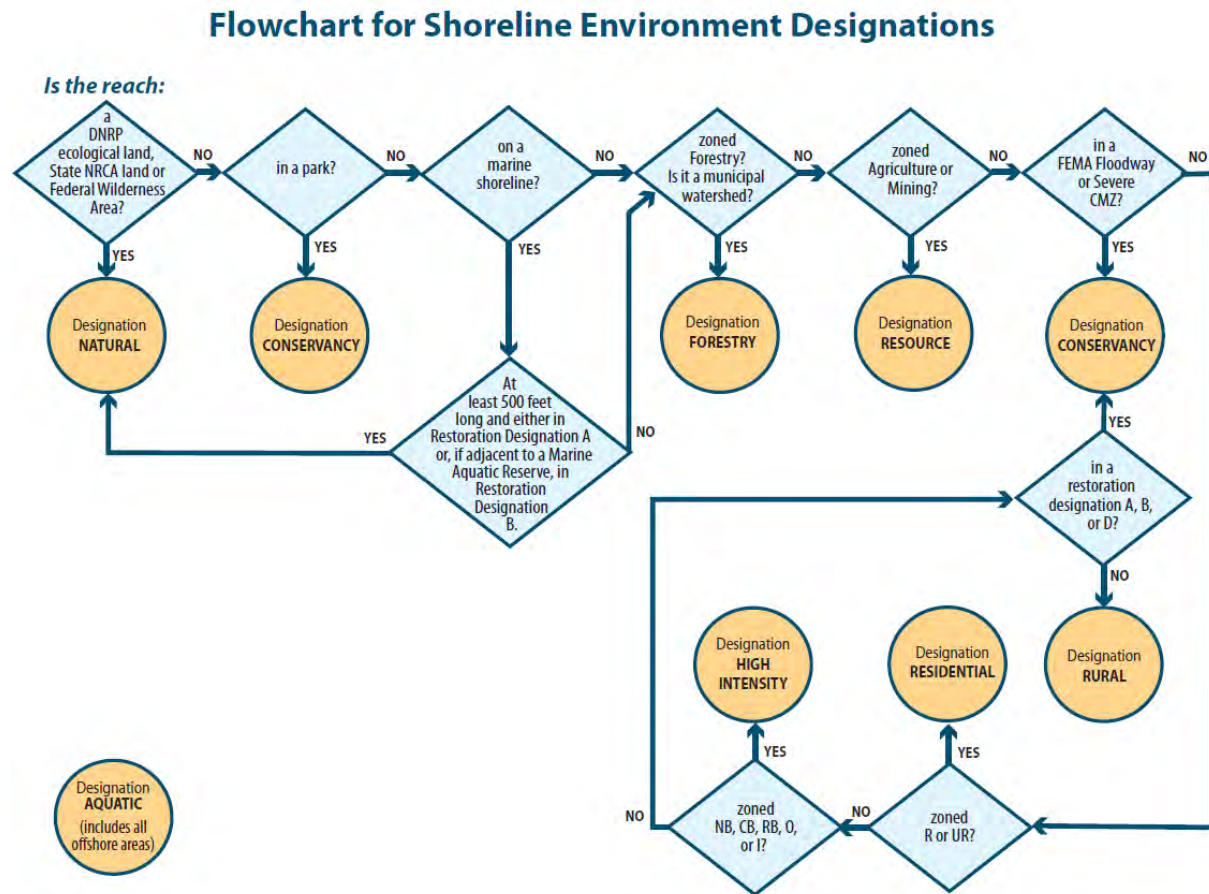 Flowchart for Shoreline Environment Designations
Is the reach:
a
DNRP
ecological land,
State NRCA land or
Federal Wilderness
Area?
NO
in a park?
NO
on a
marine
shoreline?
NO
zoned
Forestry?
Is it a municipal
watershed?
NO
zoned
Agriculture or
Mining?
NO
in a
FEMA Floodway
or Severe
CMZ?
NO
YES
YES
YES
YES
YES
YES
Designation
NATURAL
Designation
CONSERVANCY
Designation
FORESTRY
Designation
RESOURCE
Designation
CONSERVANCY
At
least 500 feet
long and either in
Restoration Designation A
or, if adjacent to a Marine
Aquatic Reserve, in
Restoration
Designation
B.
YES
NO
YES
in a
restoration
designation A, B,
or D?
NO
Designation
HIGH
INTENSITY
Designation
RESIDENTIAL
Designation
RURAL
YES
YES
Designation
AQUATIC
(includes all
offshore areas)
NO
zoned
NB, CB, RB, O,
or I?
NO
zoned
R or UR?